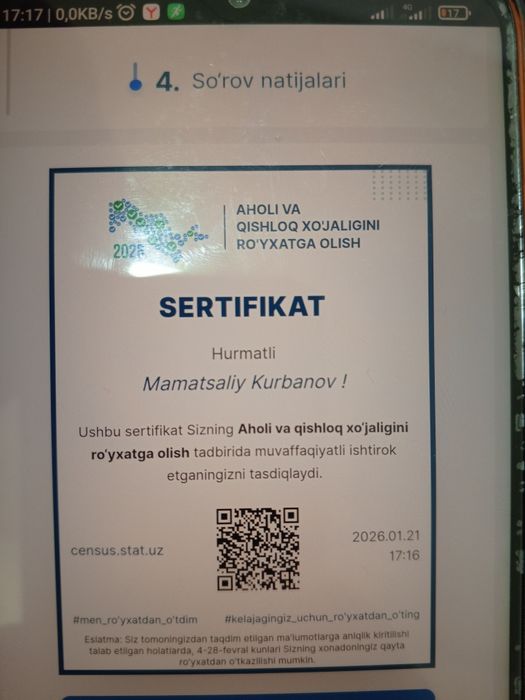 17:17 | 0,0KB/s
4G
17
4. So'rov natijalari
2026
AHOLI VA
QISHLOQ XO'JALIGINI
RO'YXATGA OLISH
SERTIFIKAT
Hurmatli
Mamatsaliy Kurbanov !
Ushbu sertifikat Sizning Aholi va qishloq xo'jaligini
ro'yxatga olish tadbirida muvaffaqiyatli ishtirok
etganingizni tasdiqlaydi.
census.stat.uz
2026.01.21
17:16
#men_ro'yxatdan_o'tdim #kelajagingiz_uchun_ro'yxatdan_o'ting
Eslatma: Siz tomoningizdan taqdim etilgan ma'lumotlarga aniqlik kiritilishi
talab etilgan holatlarda, 4-28-fevral kunlari Sizning xonadoningiz qayta
ro'yxatdan o'tkazilishi mumkin.